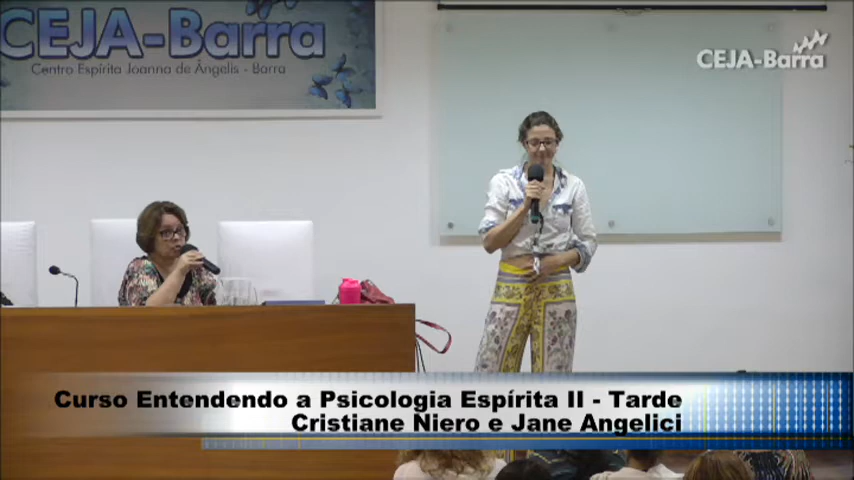 CEJA-Barra
Centro Espírita Joanna de Ângelis - Barra
CEJA-Barra
Curso Entendendo a Psicologia Espírita II - Tarde
Cristiane Niero e Jane Angelici